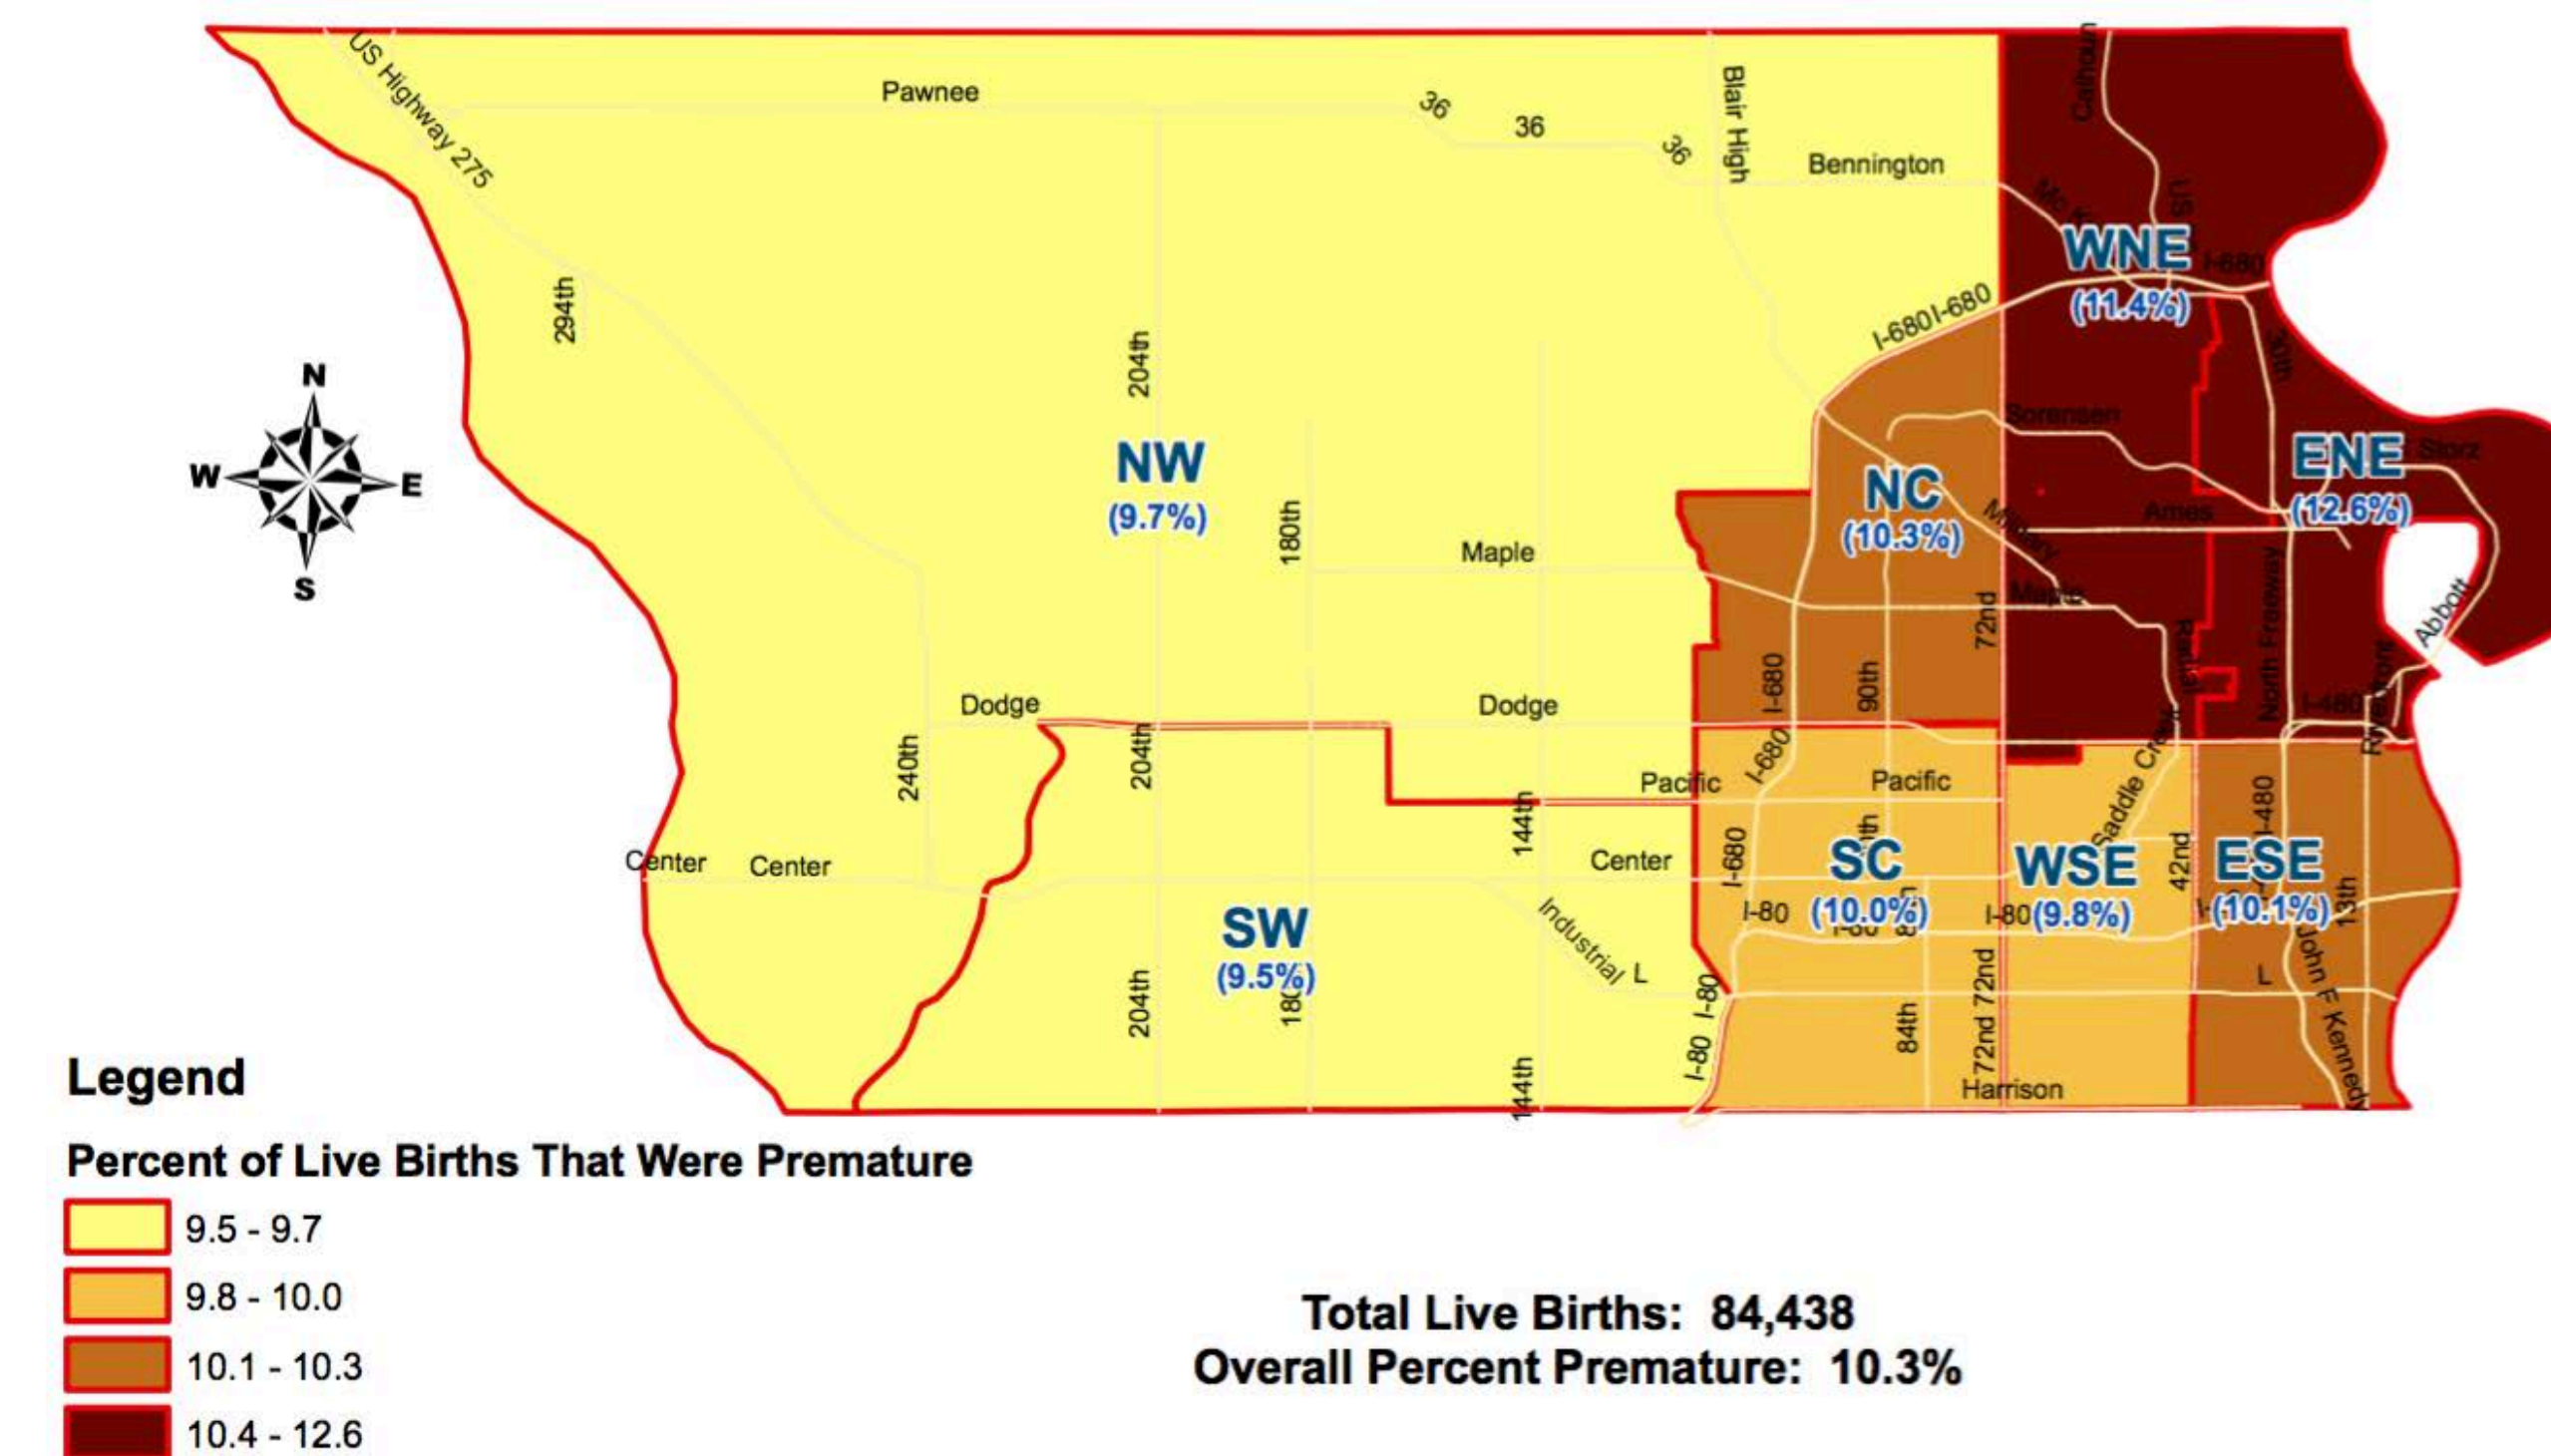 US Highway 275
Pawnee
36
36
36
Blair High
Bennington
Calhoun
US
WNE
(11.4%)
I-680
I-680 I-680
30th
294th
204th
N
W
E
S
NW
(9.7%)
180th
Maple
NC
(10.3%)
Sorensen
ENE
(12.6%)
Storz
Ames
Military
Maple
72nd
North Freeway
Abbott
Radial
Riverfront
I-480
I-680
90th
Dodge
Dodge
240th
204th
I-680
Pacific
Pacific
144th
Saddle Creek
I-480
Center
Center
Center
I-680
SC
(10.0%)
WSE
(9.8%)
42nd
ESE
(10.1%)
13th
I-80
I-80
SW
(9.5%)
Industrial
L
204th
I-80
I-80
84th
72nd
72nd
L
John F Kennedy
144th
Harrison
Legend
Percent of Live Births That Were Premature
9.5 - 9.7
9.8 - 10.0
10.1 - 10.3
10.4 - 12.6
Total Live Births: 84,438
Overall Percent Premature: 10.3%